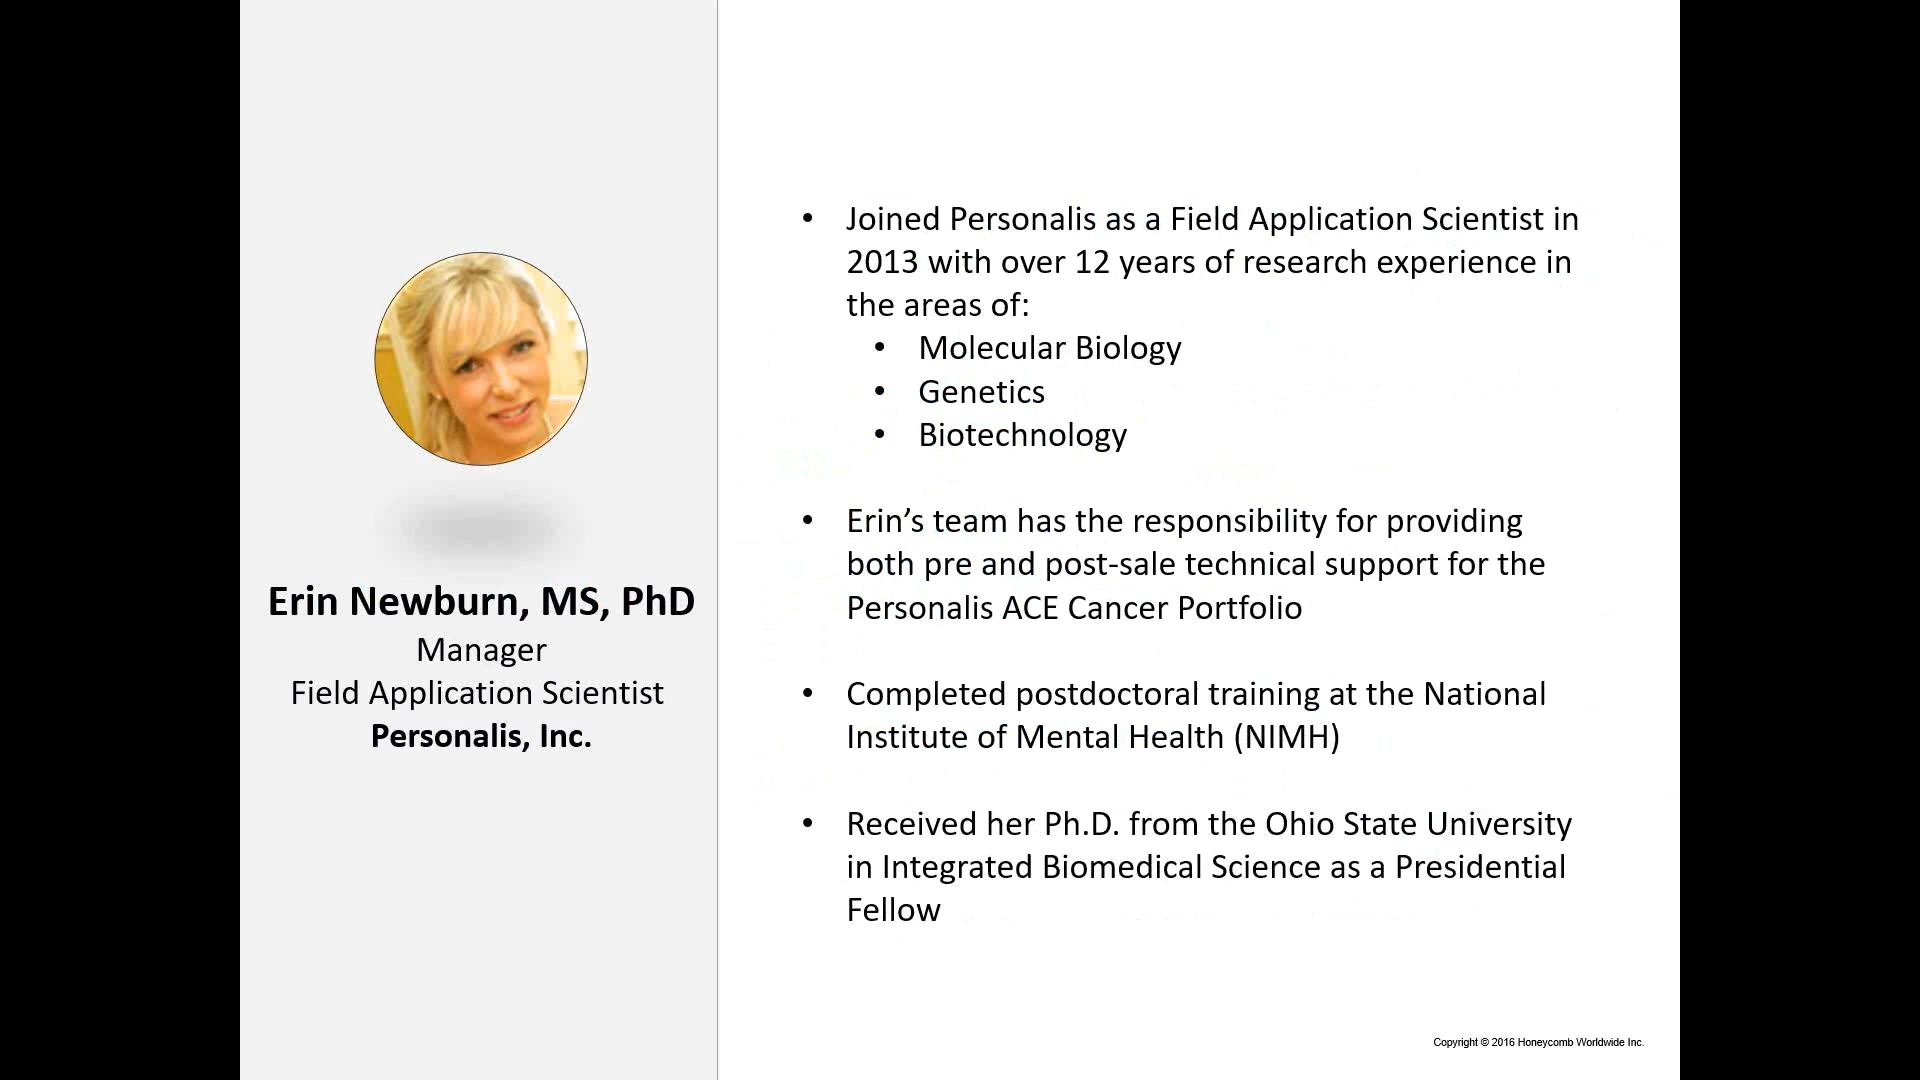 Erin Newburn, MS, PhD
Manager
Field Application Scientist
Personalis, Inc.
• Joined Personalis as a Field Application Scientist in
2013 with over 12 years of research experience in
the areas of:
• Molecular Biology
• Genetics
• Biotechnology
• Erin’s team has the responsibility for providing
both pre and post-sale technical support for the
Personalis ACE Cancer Portfolio
• Completed postdoctoral training at the National
Institute of Mental Health (NIMH)
• Received her Ph.D. from the Ohio State University
in Integrated Biomedical Science as a Presidential
Fellow
Copyright © 2016 Honeycomb Worldwide Inc.